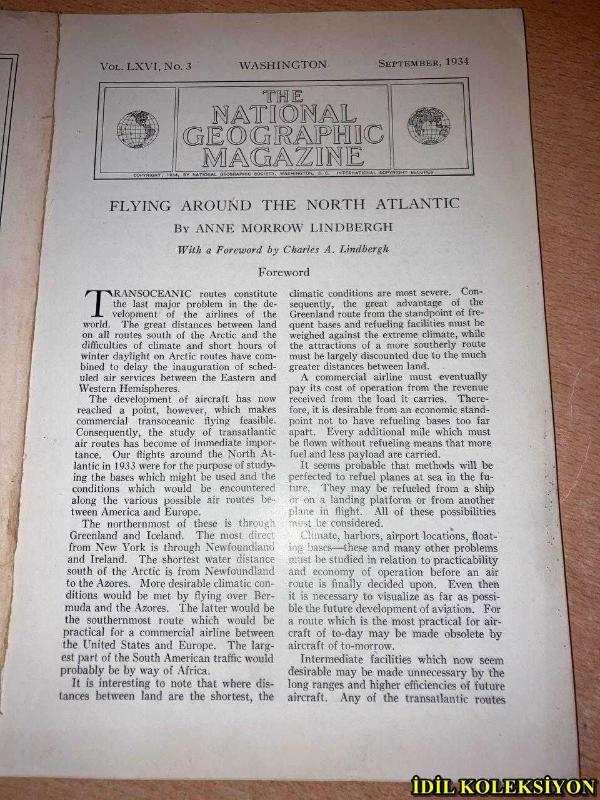 VOL. LXVI, NO. 3 WASHINGTON SEPTEMBER, 1934
THE
NATIONAL
GEOGRAPHIC
MAGAZINE
COPYRIGHT, 1934, BY NATIONAL GEOGRAPHIC SOCIETY, WASHINGTON, D. C. INTERNATIONAL COPYRIGHT SECURED
FLYING AROUND THE NORTH ATLANTIC
BY ANNE MORROW LINDBERGH
With a Foreword by Charles A. Lindbergh
Foreword
TRANSOCEANIC routes constitute
the last major problem in the de-
velopment of the airlines of the
world. The great distances between land
on all routes south of the Arctic and the
difficulties of climate and short hours of
winter daylight on Arctic routes have com-
bined to delay the inauguration of sched-
uled air services between the Eastern and
Western Hemispheres.
The development of aircraft has now
reached a point, however, which makes
commercial transoceanic flying feasible.
Consequently, the study of transatlantic
air routes has become of immediate impor-
tance. Our flights around the North At-
lantic in 1933 were for the purpose of study-
ing the bases which might be used and the
conditions which would be encountered
along the various possible air routes be-
tween America and Europe.
The northernmost of these is through
Greenland and Iceland. The most direct
from New York is through Newfoundland
and Ireland. The shortest water distance
south of the Arctic is from Newfoundland
to the Azores. More desirable climatic con-
ditions would be met by flying over Ber-
muda and the Azores. The latter would be
the southernmost route which would be
practical for a commercial airline between
the United States and Europe. The larg-
est part of the South American traffic would
probably be by way of Africa.
It is interesting to note that where dis-
tances between land are the shortest, the
climatic conditions are most severe. Con-
sequently, the great advantage of the
Greenland route from the standpoint of fre-
quent bases and refueling facilities must be
weighed against the extreme climate, while
the attractions of a more southerly route
must be largely discounted due to the much
greater distances between land.
A commercial airline must eventually
pay its cost of operation from the revenue
received from the load it carries. There-
fore, it is desirable from an economic stand-
point not to have refueling bases too far
apart. Every additional mile which must
be flown without refueling means that more
fuel and less payload are carried.
It seems probable that methods will be
perfected to refuel planes at sea in the fu-
ture. They may be refueled from a ship
or on a landing platform or from another
plane in flight. All of these possibilities
must be considered.
Climate, harbors, airport locations, float-
ing bases—these and many other problems
must be studied in relation to practicability
and economy of operation before an air
route is finally decided upon. Even then
it is necessary to visualize as far as possi-
ble the future development of aviation. For
a route which is the most practical for air-
craft of to-day may be made obsolete by
aircraft of to-morrow.
Intermediate facilities which now seem
desirable may be made unnecessary by the
long ranges and higher efficiencies of future
aircraft. Any of the transatlantic routes
İDİL KOLEKSİYON